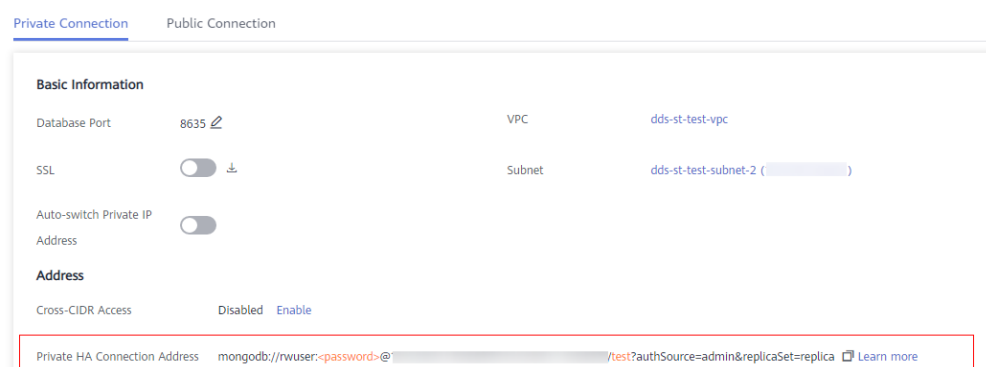 Private Connection Public Connection
Basic Information
Database Port 8635 VPC dds-st-test-vpc
SSL Subnet dds-st-test-subnet-2 ( )
Auto-switch Private IP
Address
Address
Cross-CIDR Access Disabled Enable
Private HA Connection Address mongodb://rwuser:<password>@ /test?authSource=admin&replicaSet=replica Learn more